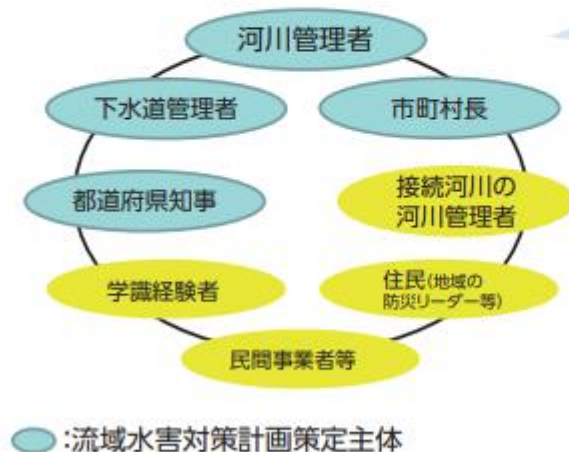 河川管理者
下水道管理者
市町村長
都道府県知事
接続河川の
河川管理者
学識経験者
住民(地域の
防災リーダー等)
民間事業者等
:流域水害対策計画策定主体